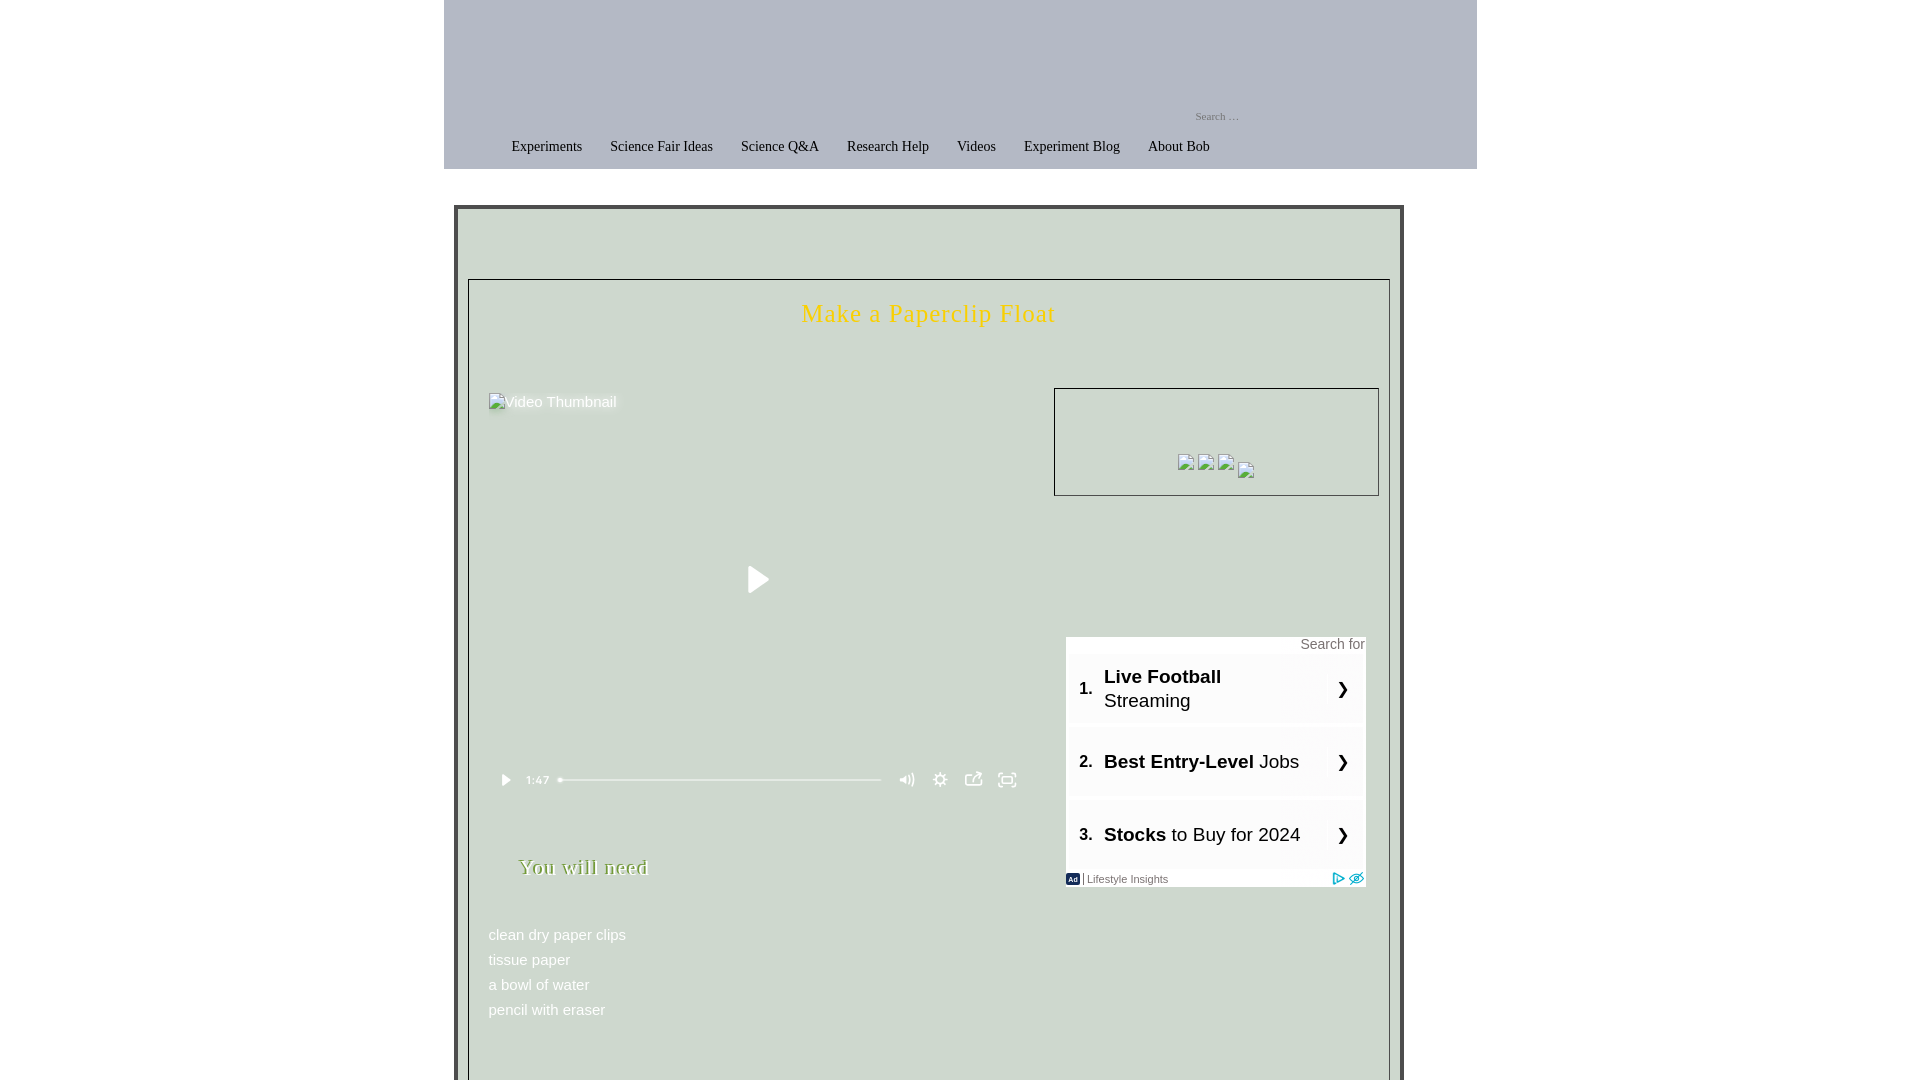 Search …
Experiments Science Fair Ideas Science Q&A Research Help Videos Experiment Blog About Bob
Make a Paperclip Float
Video Thumbnail
1:47
You will need
clean dry paper clips
tissue paper
a bowl of water
pencil with eraser
Search for
1. Live Football
Streaming
2. Best Entry-Level Jobs
3. Stocks to Buy for 2024
Ad Lifestyle Insights